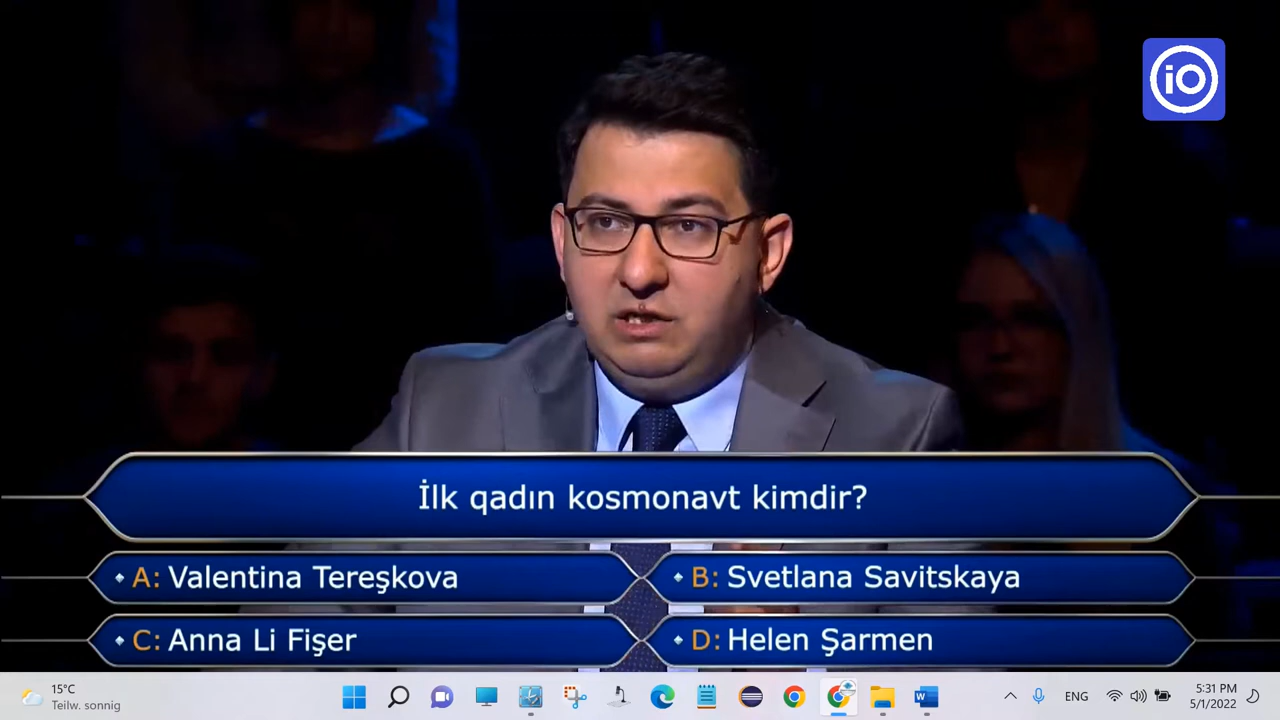 iO
İlk qadın kosmonavt kimdir?
A: Valentina Tereşkova
B: Svetlana Savitskaya
C: Anna Li Fişer
D: Helen Şarmen
15°C
Teilw. sonnig
ENG
5:31 PM
5/1/2022